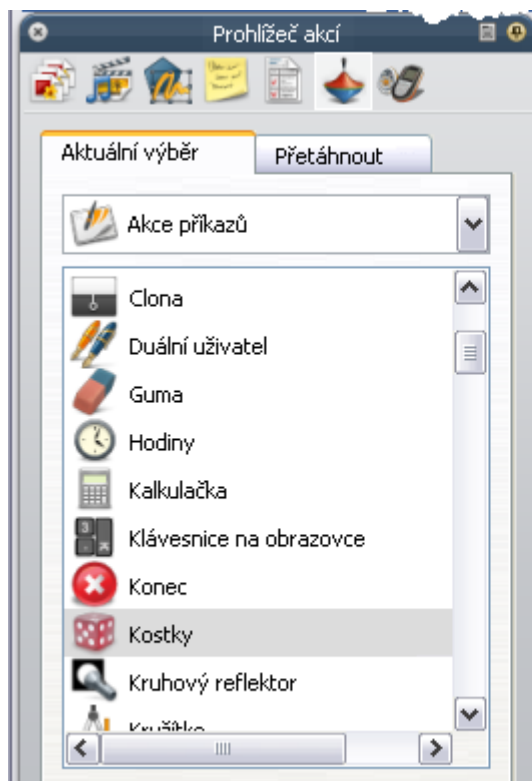 Prohlížeč akcí
Aktuální výběr
Přetáhnout
Akce příkazů
Clona
Duální uživatel
Guma
Hodiny
Kalkulačka
Klávesnice na obrazovce
Konec
Kostky
Kruhový reflektor
Kružítko